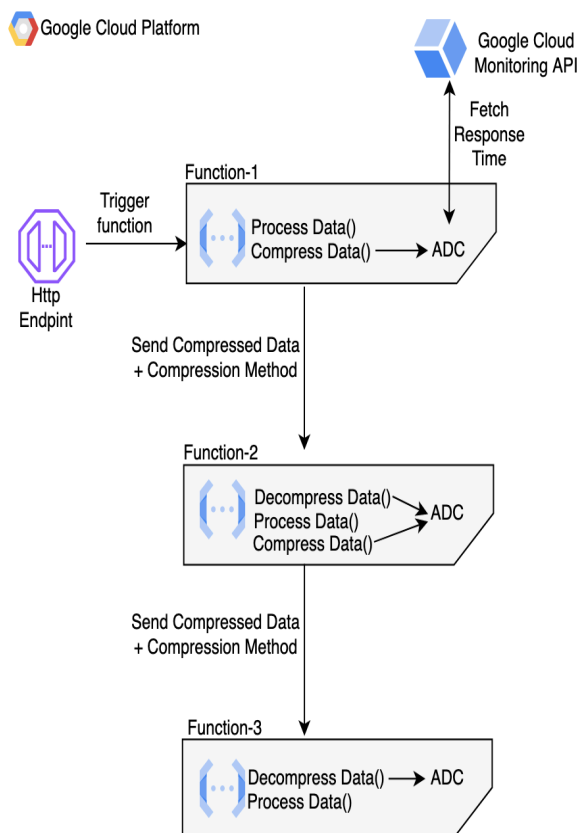 Google Cloud Platform
Google Cloud
Monitoring API
Fetch
Response
Time
Function-1
Trigger
function
Process Data()
Compress Data()
ADC
Http
Endpint
Send Compressed Data
+ Compression Method
Function-2
Decompress Data()
Process Data()
Compress Data()
ADC
Send Compressed Data
+ Compression Method
Function-3
Decompress Data()
ADC
Process Data()